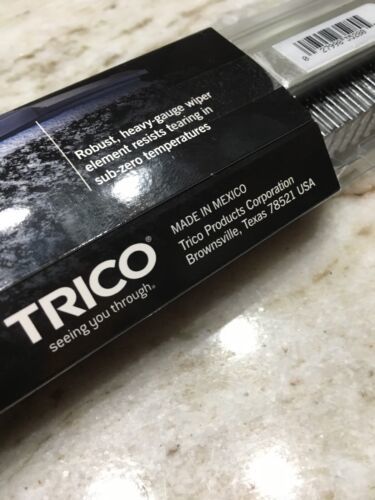 Robust, heavy-gauge wiper
element resists tearing in
sub-zero temperatures
TRICO®
seeing you through®
MADE IN MEXICO
Trico Products Corporation
Brownsville, Texas 78521 USA